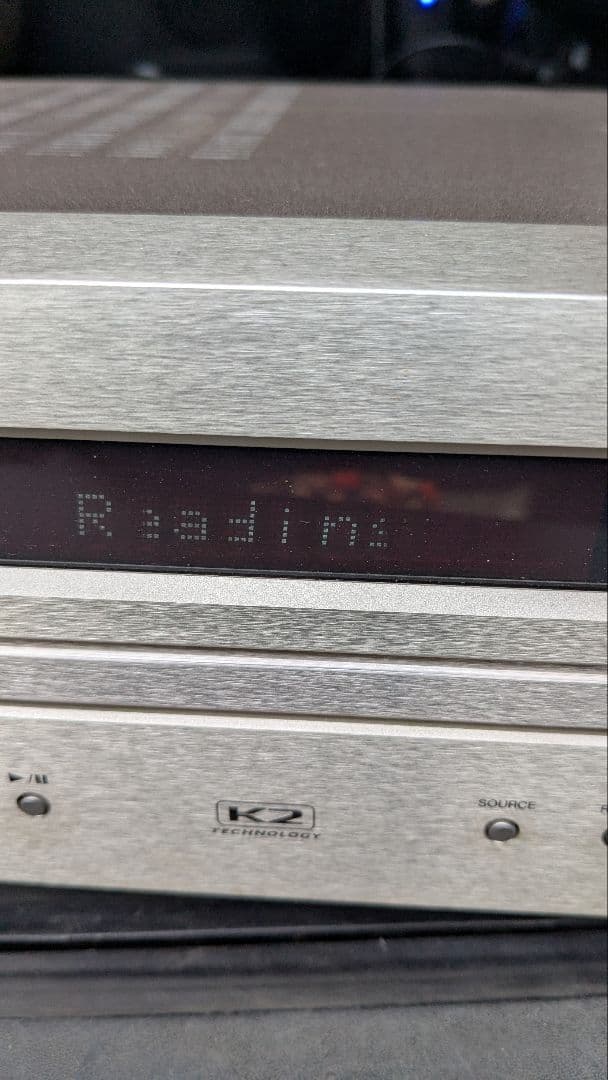 Reading
►/▮▮
K2
TECHNOLOGY
SOURCE